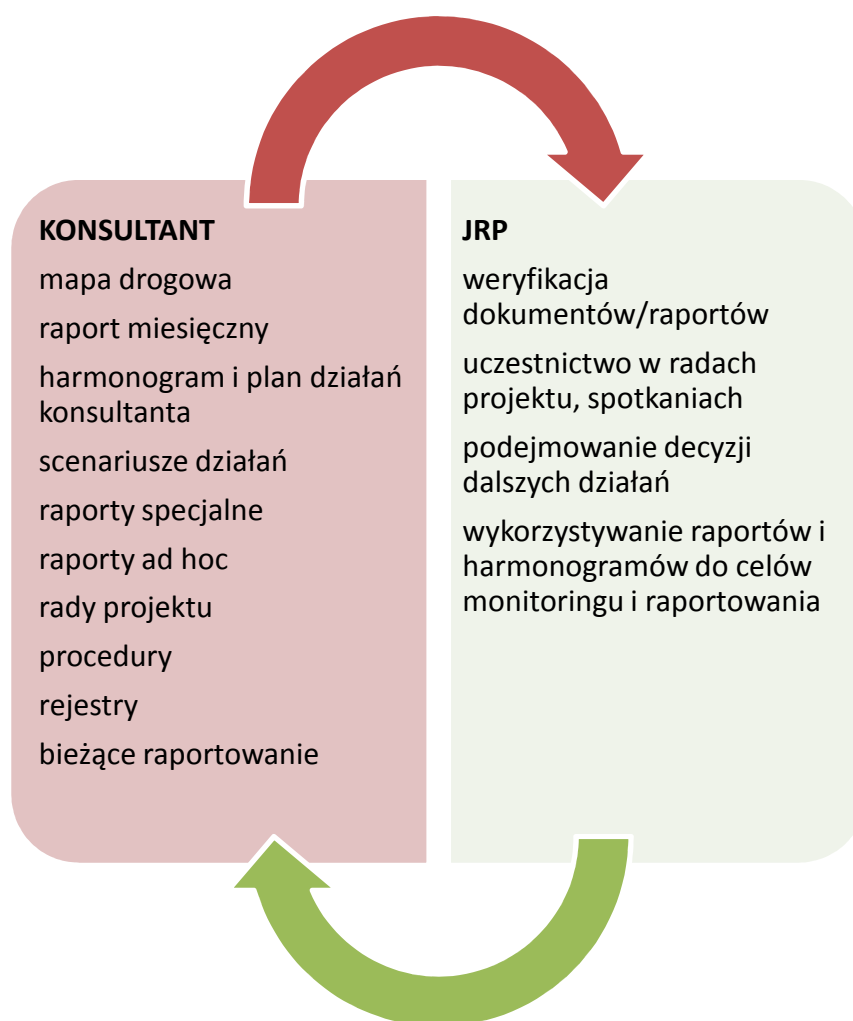 KONSULTANT
mapa drogowa
raport miesięczny
harmonogram i plan działań
konsultanta
scenariusze działań
raporty specjalne
raporty ad hoc
rady projektu
procedury
rejestry
bieżące raportowanie
JRP
weryfikacja
dokumentów/raportów
uczestnictwo w radach
projektu, spotkaniach
podejmowanie decyzji
dalszych działań
wykorzystywanie raportów i
harmonogramów do celów
monitoringu i raportowania